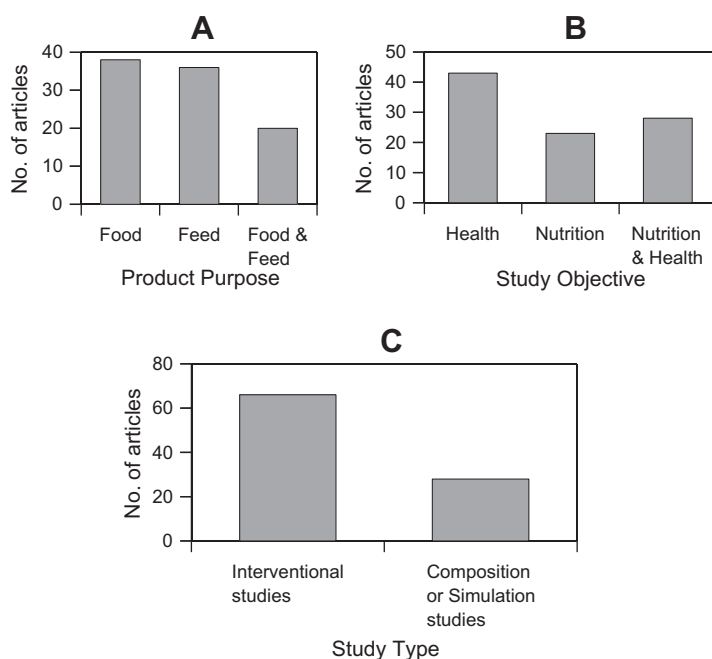 A
No. of articles
40
30
20
10
0
Food
Feed
Food &
Feed
Product Purpose
B
No. of articles
50
40
30
20
10
0
Health
Nutrition
Nutrition
& Health
Study Objective
C
No. of articles
80
60
40
20
0
Interventional
studies
Composition
or Simulation
studies
Study Type